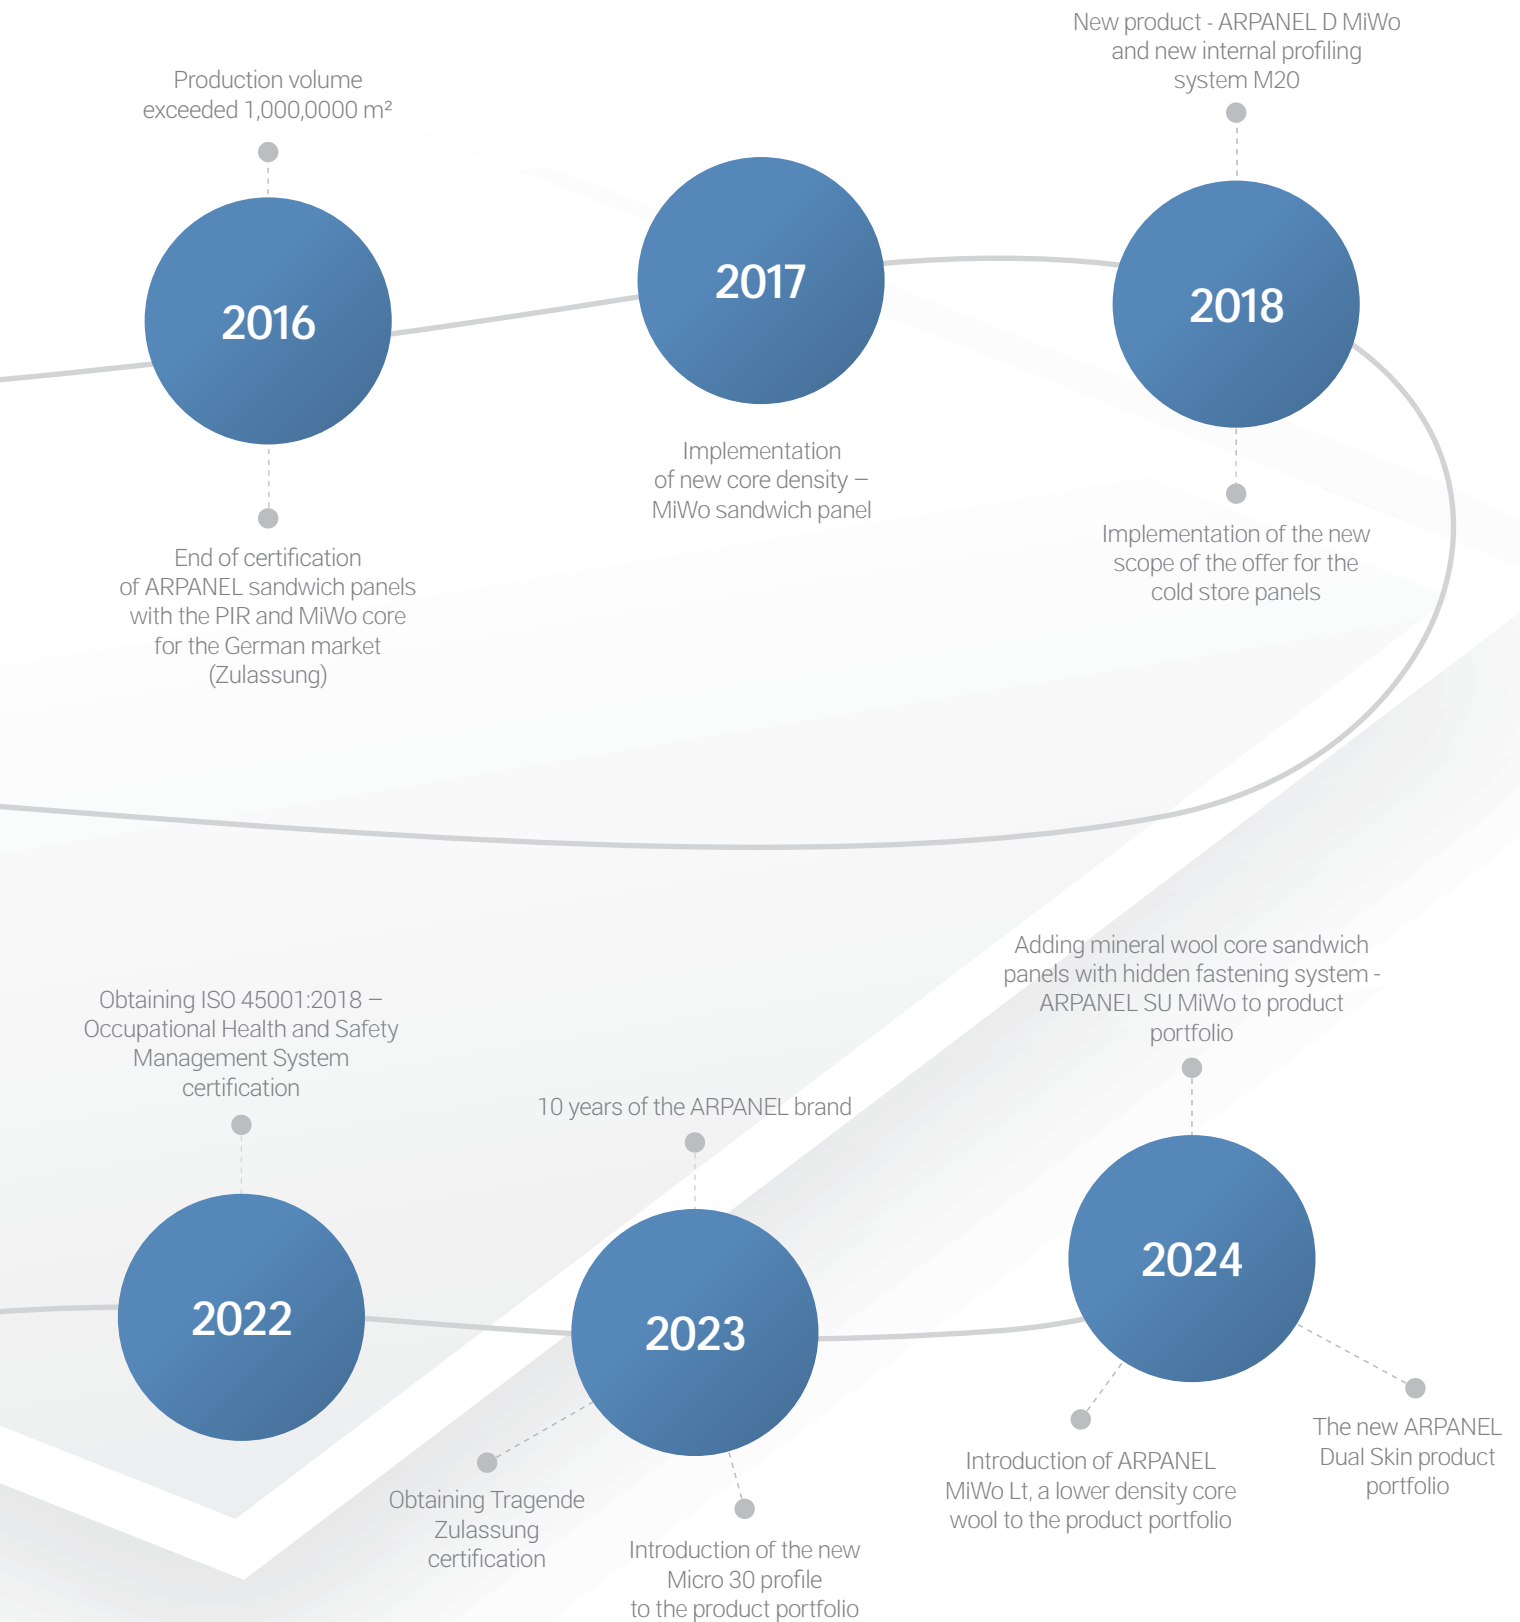 Production volume
exceeded 1,000,0000 m²
2016
End of certification
of ARPANEL sandwich panels
with the PIR and MiWo core
for the German market
(Zulassung)
2017
Implementation
of new core density –
MiWo sandwich panel
New product - ARPANEL D MiWo
and new internal profiling
system M20
2018
Implementation of the new
scope of the offer for the
cold store panels
Obtaining ISO 45001:2018 –
Occupational Health and Safety
Management System
certification
2022
10 years of the ARPANEL brand
2023
Obtaining Tragende
Zulassung
certification
Introduction of the new
Micro 30 profile
to the product portfolio
Adding mineral wool core sandwich
panels with hidden fastening system -
ARPANEL SU MiWo to product
portfolio
2024
Introduction of ARPANEL
MiWo Lt, a lower density core
wool to the product portfolio
The new ARPANEL
Dual Skin product
portfolio